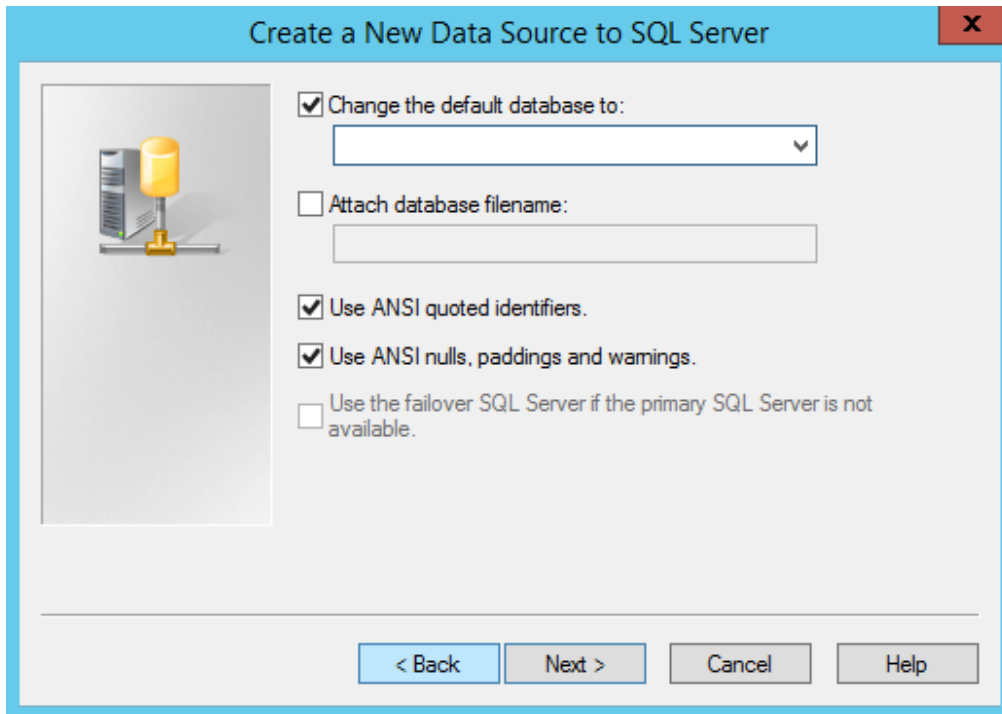 Create a New Data Source to SQL Server
x
Change the default database to:
Attach database filename:
Use ANSI quoted identifiers.
Use ANSI nulls, paddings and warnings.
Use the failover SQL Server if the primary SQL Server is not
available.
< Back
Next >
Cancel
Help